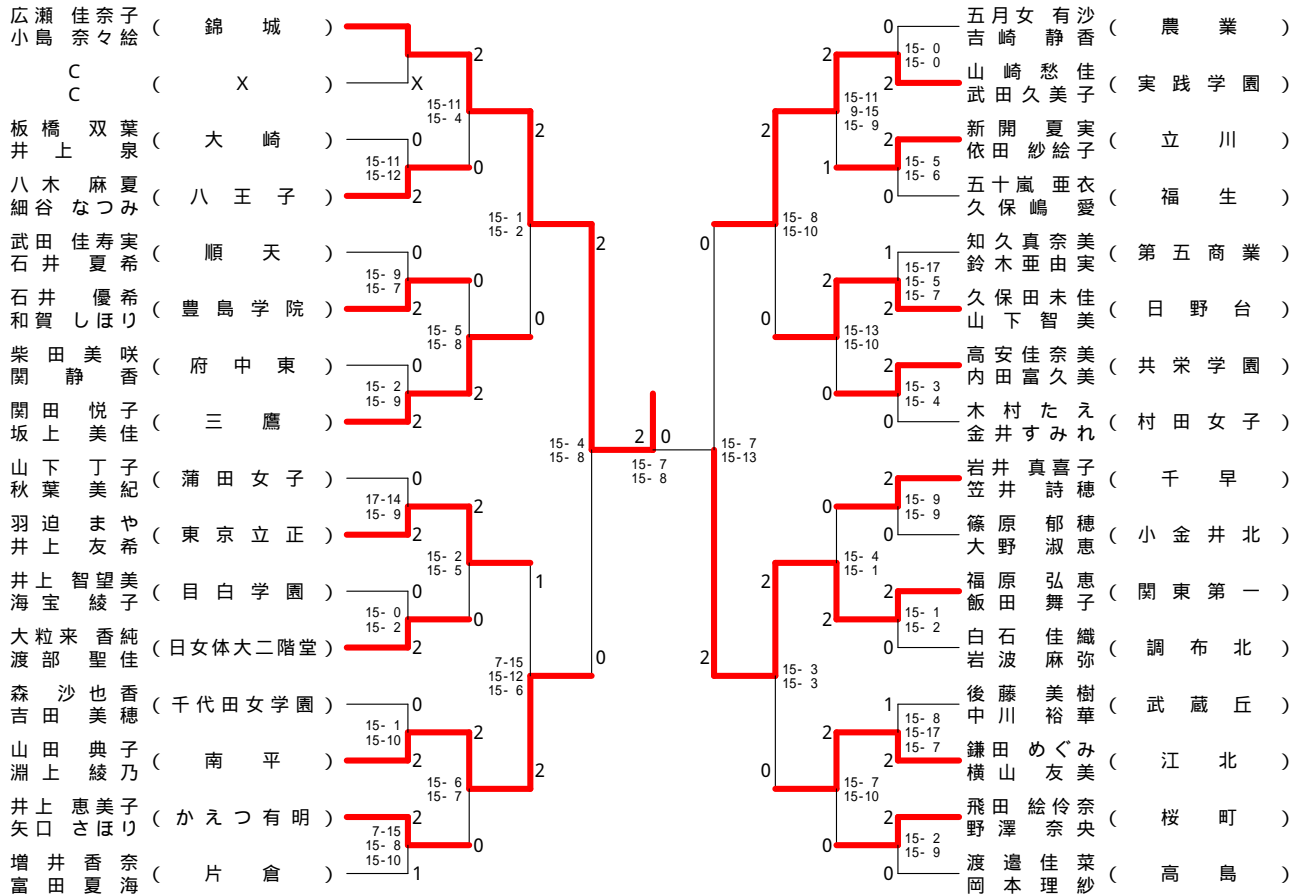 広瀬 佳奈子
小島 奈々絵
( 錦 城 )
C
C
( X )
X
2
15-11
15- 4
板橋 双葉
井上 泉
( 大 崎 )
0
15-11
15-12
0
八木 麻夏
細谷 なつみ
( 八 王 子 )
2
2
15- 1
15- 2
武田 佳寿実
石井 夏希
( 順 天 )
0
15- 9
15- 7
0
石井 優希
和賀 しほり
( 豊 島 学 院 )
2
15- 5
15- 8
0
柴田 美咲
関 静香
( 府 中 東 )
0
15- 2
15- 9
2
関田 悦子
坂上 美佳
( 三 鷹 )
2
2
15- 4
15- 8
山下 丁子
秋葉 美紀
( 蒲 田 女 子 )
0
17-14
15- 9
2
羽迫 まや
井上 友希
( 東 京 立 正 )
2
15- 2
15- 5
1
井上 智望美
海宝 綾子
( 目 白 学 園 )
0
15- 0
15- 2
0
大粒来 香純
渡部 聖佳
(日女体大二階堂)
2
7-15
15-12
15- 6
0
森 沙也香
吉田 美穂
(千代田女学園)
0
15- 1
15-10
2
山田 典子
淵上 綾乃
( 南 平 )
2
15- 6
15- 7
2
井上 恵美子
矢口 さほり
( か え つ 有 明 )
2
7-15
15- 8
15-10
0
増井 香奈
富田 夏海
( 片 倉 )
1
2 0
15- 7
15- 8
五月女 有沙
吉崎 静香
( 農 業 )
0
15- 0
15- 0
2
山崎 愁佳
武田 久美子
( 実 践 学 園 )
2
15-11
9-15
15- 9
2
新開 夏実
依田 紗絵子
( 立 川 )
2
15- 5
15- 6
1
五十嵐 亜衣
久保嶋 愛
( 福 生 )
0
15- 8
15-10
0
知久 真奈美
鈴木 亜由実
( 第 五 商 業 )
1
15-17
15- 5
15- 7
2
久保田 未佳
山下 智美
( 日 野 台 )
2
15-13
15-10
0
高安 佳奈美
内田 富久美
( 共 栄 学 園 )
2
15- 3
15- 4
0
木村 たえ
金井 すみれ
( 村 田 女 子 )
0
15- 7
15-13
岩井 真喜子
笠井 詩穂
( 千 早 )
2
15- 9
15- 9
0
篠原 郁穂
大野 淑恵
( 小 金 井 北 )
0
15- 4
15- 1
2
福原 弘恵
飯田 舞子
( 関 東 第 一 )
2
15- 1
15- 2
2
白石 佳織
岩波 麻弥
( 調 布 北 )
0
15- 3
15- 3
2
後藤 美樹
中川 裕華
( 武 蔵 丘 )
1
15- 8
15-17
15- 7
2
鎌田 めぐみ
横山 友美
( 江 北 )
2
15- 7
15-10
0
飛田 絵伶奈
野澤 奈央
( 桜 町 )
2
15- 2
15- 9
0
渡邉 佳菜
岡本 理紗
( 高 島 )
0